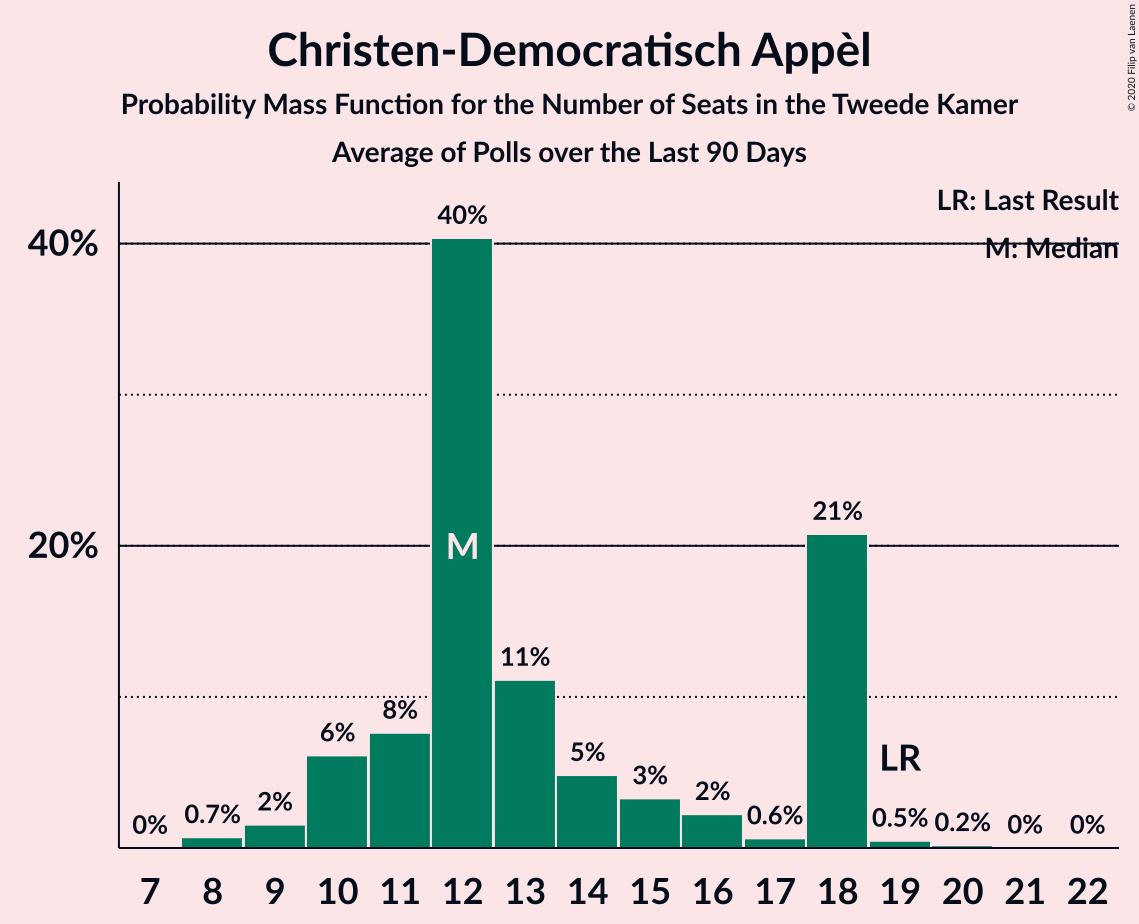 Christen-Democratisch Appèl
Probability Mass Function for the Number of Seats in the Tweede Kamer
Average of Polls over the Last 90 Days
© 2020 Filip van Laenen
LR: Last Result
M: Median
40%
20%
0%
0.7%
2%
6%
8%
40%
M
11%
5%
3%
2%
0.6%
21%
LR
0.5%
0.2%
0%
0%
7 8 9 10 11 12 13 14 15 16 17 18 19 20 21 22